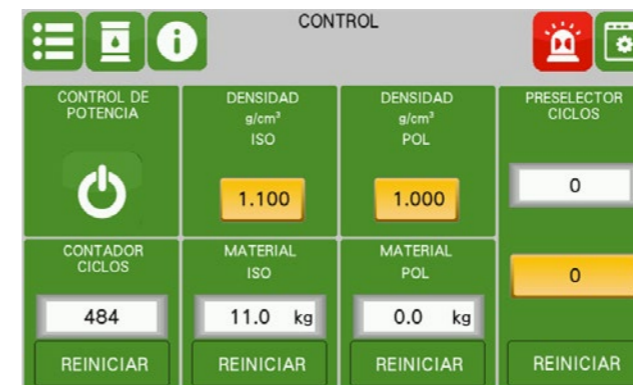 CONTROL
CONTROL DE
POTENCIA
DENSIDAD
g/cm³
ISO
1.100
DENSIDAD
g/cm³
POL
1.000
PRESELECTOR
CICLOS
0
0
REINICIAR
CONTADOR
CICLOS
484
REINICIAR
MATERIAL
ISO
11.0 kg
REINICIAR
MATERIAL
POL
0.0 kg
REINICIAR